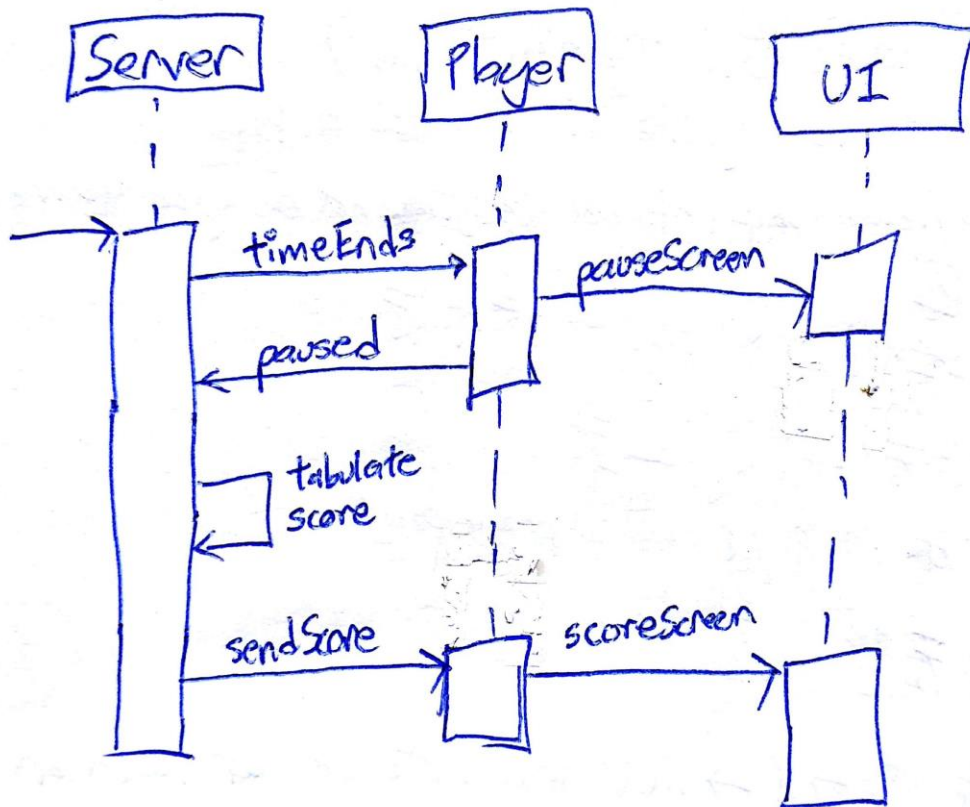 Server
Player
UI
timeEnds
pauseScreen
paused
tabulate
score
sendScore
scoreScreen